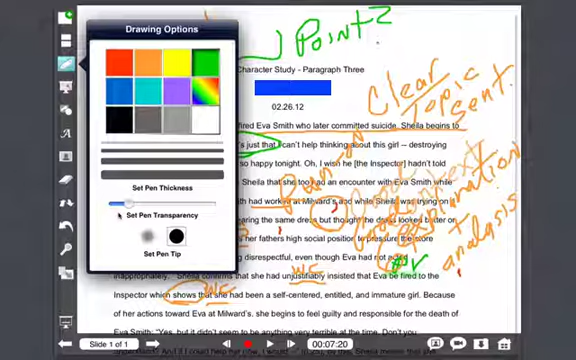 Drawing Options
Set Pen Thickness
Set Pen Transparency
Set Pen Tip
Point 2
Character Study - Paragraph Three
02.26.12
Clear
Topic
Sent.
fired Eva Smith who later committed suicide. Sheila begins to
's just that I can't help thinking about this girl -- destroying
so happy tonight. Oh, I wish he [the Inspector] hadn't told
Sheila that she too had an encounter with Eva Smith while
had worked at Milward's and while Sheila was trying on
earing the same dress but thought the dress looked better on
her fathers high social position to pressure the store
disrespectful, even though Eva had not acted
inappropriately. Sheila confirms that she had unjustifiably insisted that Eva be fired to the
WC
Inspector which shows that she had been a self-centered, entitled, and immature girl. Because
WC
of her actions toward Eva at Milward's, she begins to feel guilty and responsible for the death of
Eva Smith: "Yes, but it didn't seem to be anything very terrible at the time. Don't you
Good
context
explanation
+
analysis
Slide 1 of 1
00:07:20